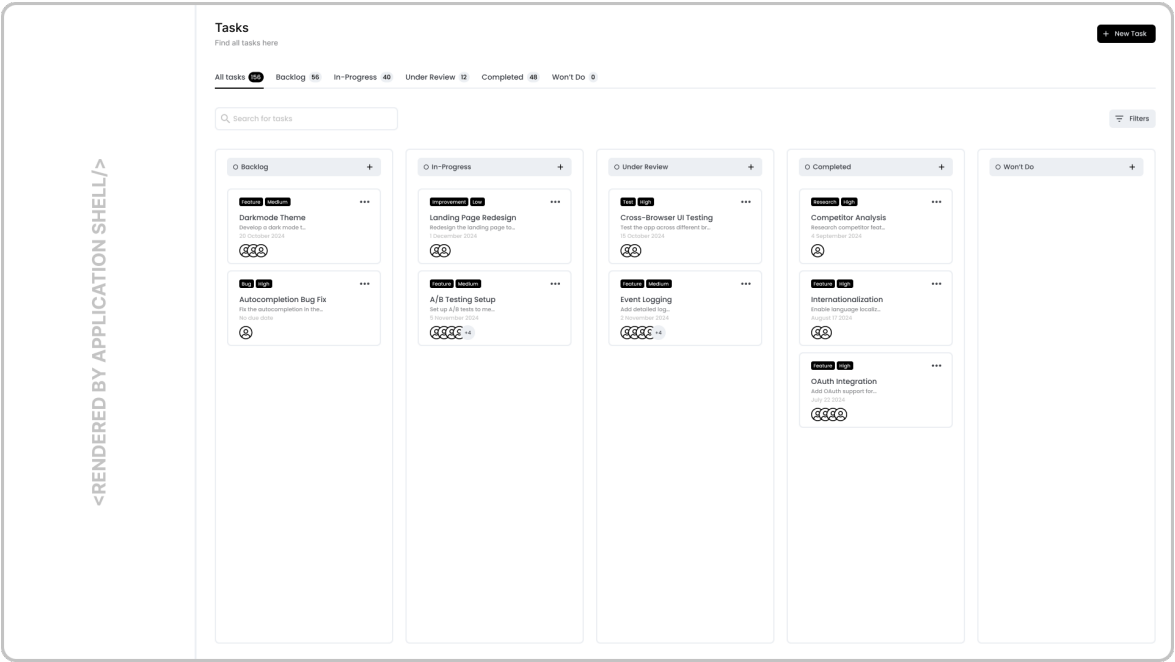 <RENDERED BY APPLICATION SHELL/>
Tasks
Find all tasks here
+ New Task
All tasks 156 Backlog 56 In-Progress 40 Under Review 12 Completed 48 Won't Do 0
Search for tasks
Filters
Backlog +
Feature Medium
Darkmode Theme
Develop a dark mode t...
20 October 2024
Bug High
Autocompletion Bug Fix
Fix the autocompletion in the...
No due date
In-Progress +
Improvement Low
Landing Page Redesign
Redesign the landing page to...
1 December 2024
Feature Medium
A/B Testing Setup
Set up A/B tests to me...
5 November 2024
+4
Under Review +
Test High
Cross-Browser UI Testing
Test the app across different br...
15 October 2024
Feature Medium
Event Logging
Add detailed log...
2 November 2024
+4
Completed +
Research High
Competitor Analysis
Research competitor feat...
4 September 2024
Feature High
Internationalization
Enable language localiz...
August 17 2024
Feature High
OAuth Integration
Add OAuth support for...
July 22 2024
Won't Do +